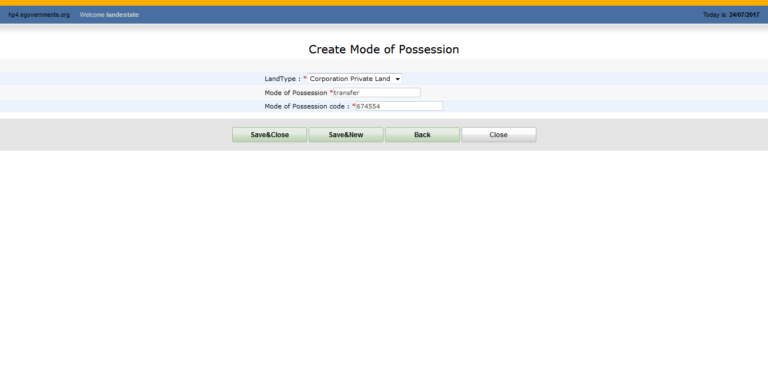 hp4.egovernments.org Welcome landestate Today is: 24/07/2017
Create Mode of Possession
LandType : * Corporation Private Land
Mode of Possession *transfer
Mode of Possession code : *674554
Save&Close Save&New Back Close